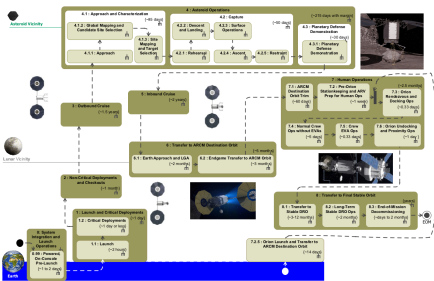 Asteroid Vicinity
4 : Asteroid Operations
4.1 : Approach and Characterization
4.1.2 : Global Mapping and
Candidate Site Selection
4.1.3 : Site
Mapping and
Target
Selection
4.1.1 : Approach
4.2 : Capture
4.2.2 : Descent
and Landing
4.2.3 : Surface
Operations
4.2.1 : Rehearsal
4.2.4 : Ascent
4.2.5 : Restraint
4.3 : Planetary Defense
Demonstration
4.3.1 : Planetary
Defense
Demonstration
3 : Outbound Cruise
5 : Inbound Cruise
7 : Human Operations
7.1 : ARCM
Destination
Orbit Trim
7.2 : Pre-Orion
Stationkeeping and ARV
Prep for Human Ops
7.3 : Orion
Rendezvous and
Docking Ops
7.4 : Normal Crew
Ops without EVAs
7.5 : Crew
EVA Ops
7.6 : Orion Undocking
and Proximity Ops
Lunar Vicinity
6 : Transfer to ARCM Destination Orbit
6.1 : Earth Approach and LGA
6.2 : Endgame Transfer to ARCM Orbit
2 : Non-Critical Deployments
and Checkouts
8 : Transfer to Final Stable Orbit
8.1 : Transfer to
Stable DRO
8.2 : Long-Term
Stable DRO Ops
8.3 : End-of-Mission
Decommissioning
EOM
1 : Launch and Critical Deployments
1.2 : Critical Deployments
1.1 : Launch
0 : System
Integration and
Launch
Operations
Pre-Launch
7.2.5 : Orion Launch and Transfer to
ARCM Destination Orbit
Earth